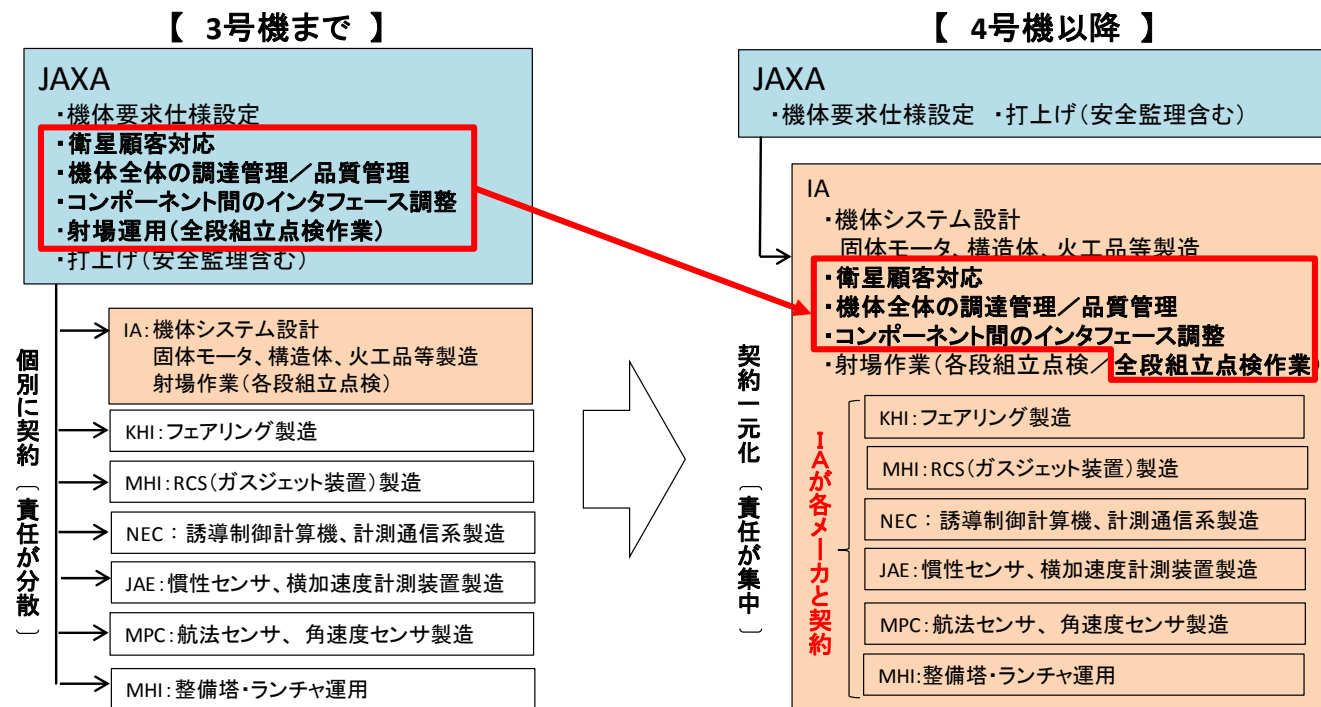 【 3号機まで 】
JAXA
・機体要求仕様設定
・衛星顧客対応
・機体全体の調達管理／品質管理
・コンポーネント間のインタフェース調整
・射場運用(全段組立点検作業)
・打上げ(安全監理含む)
個別に契約〔責任が分散〕
IA:機体システム設計
固体モータ、構造体、火工品等製造
射場作業(各段組立点検)
KHI:フェアリング製造
MHI:RCS(ガスジェット装置)製造
NEC:誘導制御計算機、計測通信系製造
JAE:慣性センサ、横加速度計測装置製造
MPC:航法センサ、角速度センサ製造
MHI:整備塔・ランチャ運用
【 4号機以降 】
JAXA
・機体要求仕様設定 ・打上げ(安全監理含む)
契約一元化〔責任が集中〕
IA
・機体システム設計
固体モータ、構造体、火工品等製造
・衛星顧客対応
・機体全体の調達管理／品質管理
・コンポーネント間のインタフェース調整
・射場作業(各段組立点検／全段組立点検作業)
IAが各メーカと契約
KHI:フェアリング製造
MHI:RCS(ガスジェット装置)製造
NEC:誘導制御計算機、計測通信系製造
JAE:慣性センサ、横加速度計測装置製造
MPC:航法センサ、角速度センサ製造
MHI:整備塔・ランチャ運用